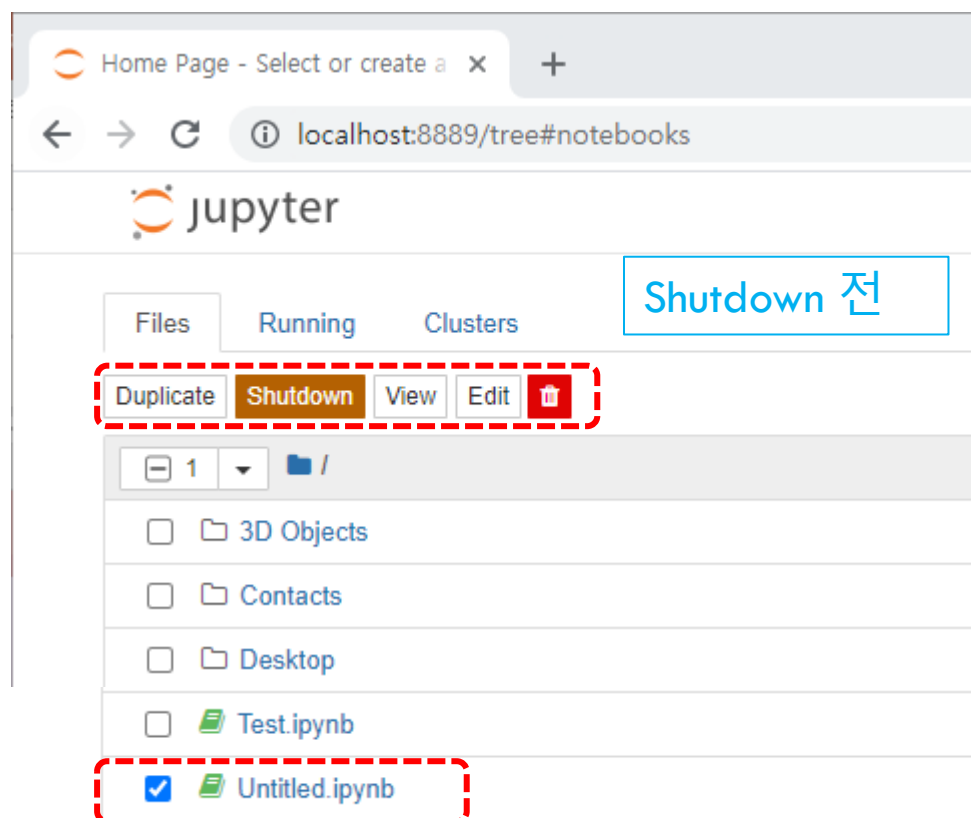 Home Page - Select or create a
localhost:8889/tree#notebooks
jupyter
Shutdown 전
Files Running Clusters
Duplicate Shutdown View Edit
1 /
3D Objects
Contacts
Desktop
Test.ipynb
Untitled.ipynb